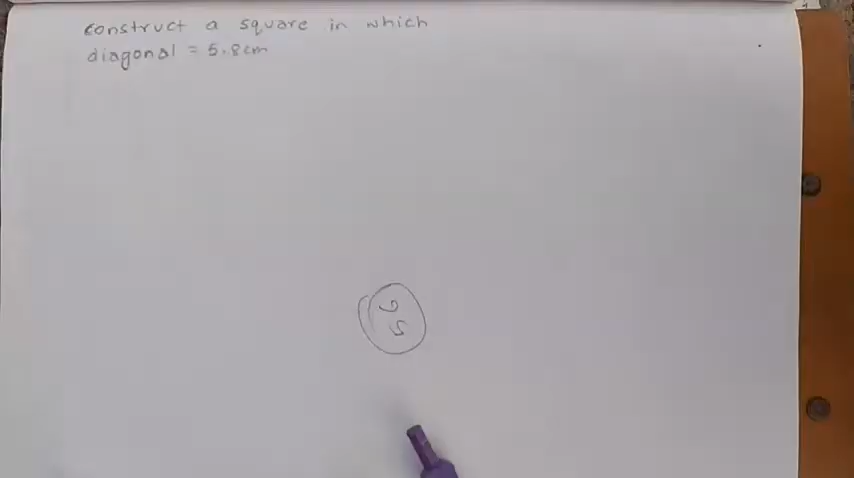 construct a square in which
diagonal = 5.8cm